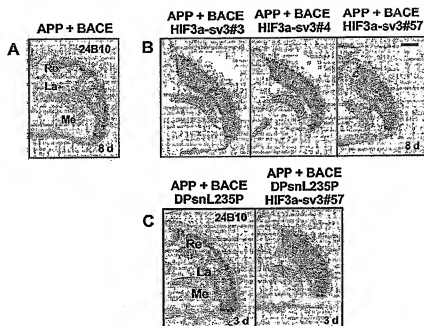 A
APP + BACE
24B10
Re
La
Me
8 d
B
APP + BACE
HIF3a-sv3#3
APP + BACE
HIF3a-sv3#4
APP + BACE
HIF3a-sv3#57
8 d
C
APP + BACE
DPsnL235P
24B10
Re
La
Me
3 d
APP + BACE
DPsnL235P
HIF3a-sv3#57
3 d